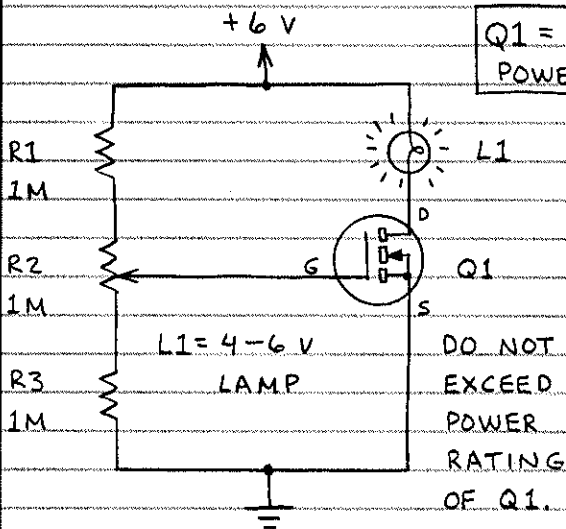 +6 V
Q1 =
POWE
R1
1M
L1
D
R2
1M
G
Q1
S
L1 = 4-6 V
LAMP
R3
1M
DO NOT
EXCEED
POWER
RATING
OF Q1.